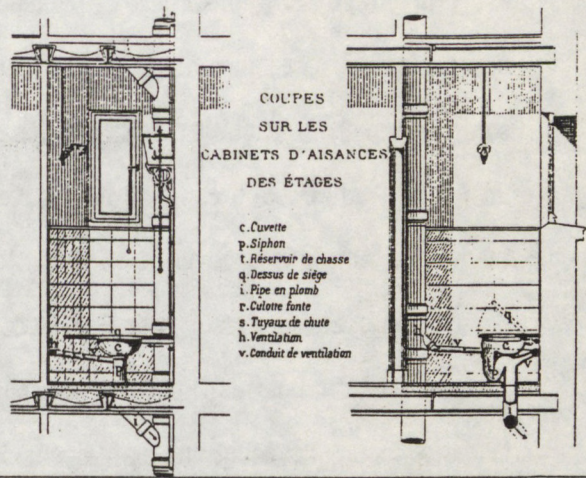 COUPES
SUR LES
CABINETS D'AISANCES
DES ÉTAGES
c. Cuvette
p. Siphon
t. Réservoir de chasse
q. Dessus de siège
i. Pipe en plomb
r. Culotte fonte
s. Tuyaux de chute
h. Ventilation
v. Conduit de ventilation